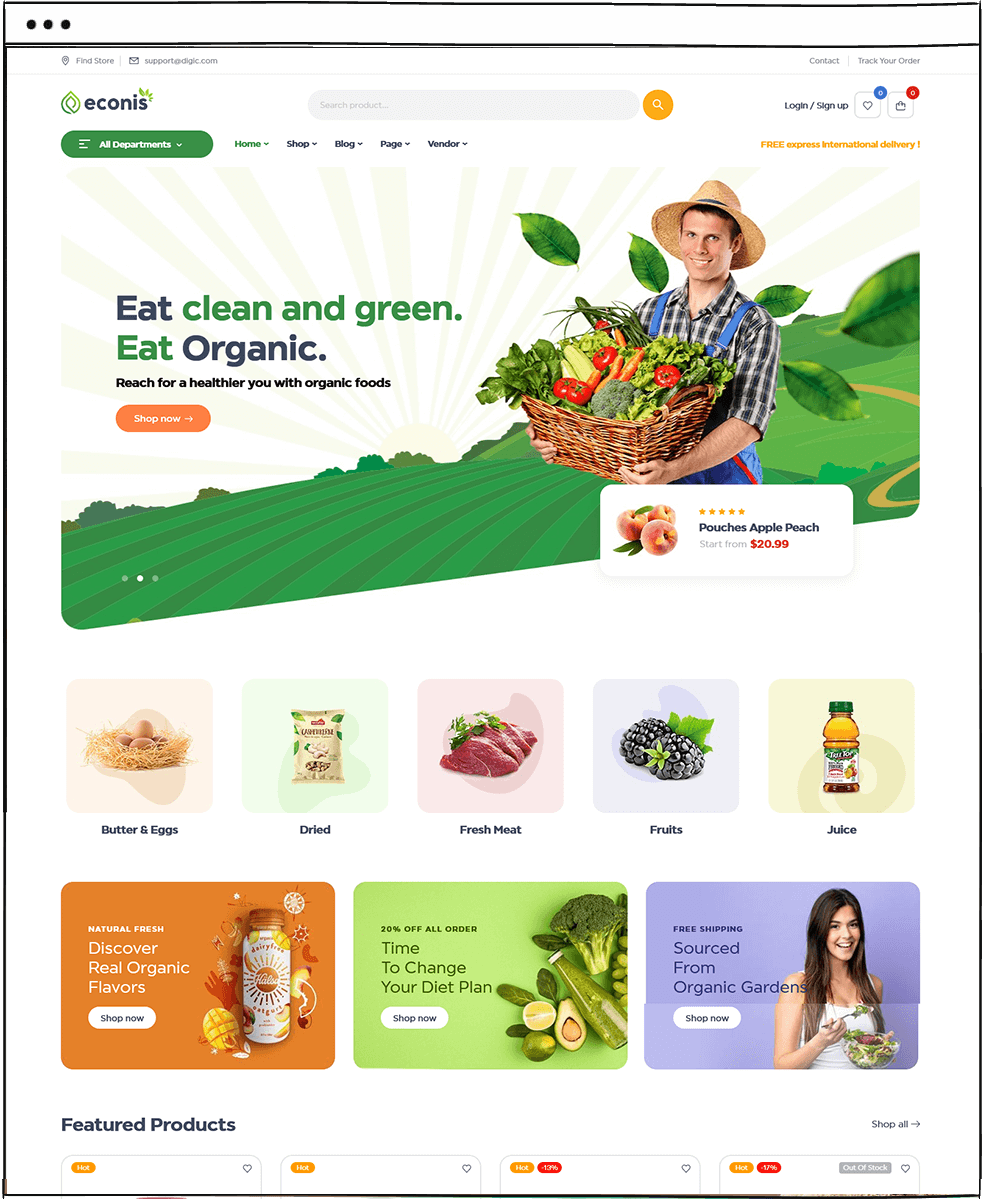 Find Store
support@digic.com
Contact
Track Your Order
econis
Search product...
Login / Sign up
0
0
All Departments
Home
Shop
Blog
Page
Vendor
FREE express international delivery !
Eat clean and green.
Eat Organic.
Reach for a healthier you with organic foods
Shop now →
Pouches Apple Peach
Start from $20.99
TREE TOP
Butter & Eggs
Dried
Fresh Meat
Fruits
Juice
NATURAL FRESH
Discover
Real Organic
Flavors
Shop now
dairyfree
Halsa
oatgurt
20% OFF ALL ORDER
Time
To Change
Your Diet Plan
Shop now
FREE SHIPPING
Sourced
From
Organic Gardens
Shop now
Featured Products
Shop all →
Hot
Hot
Hot
-13%
Hot
-17%
Out Of Stock